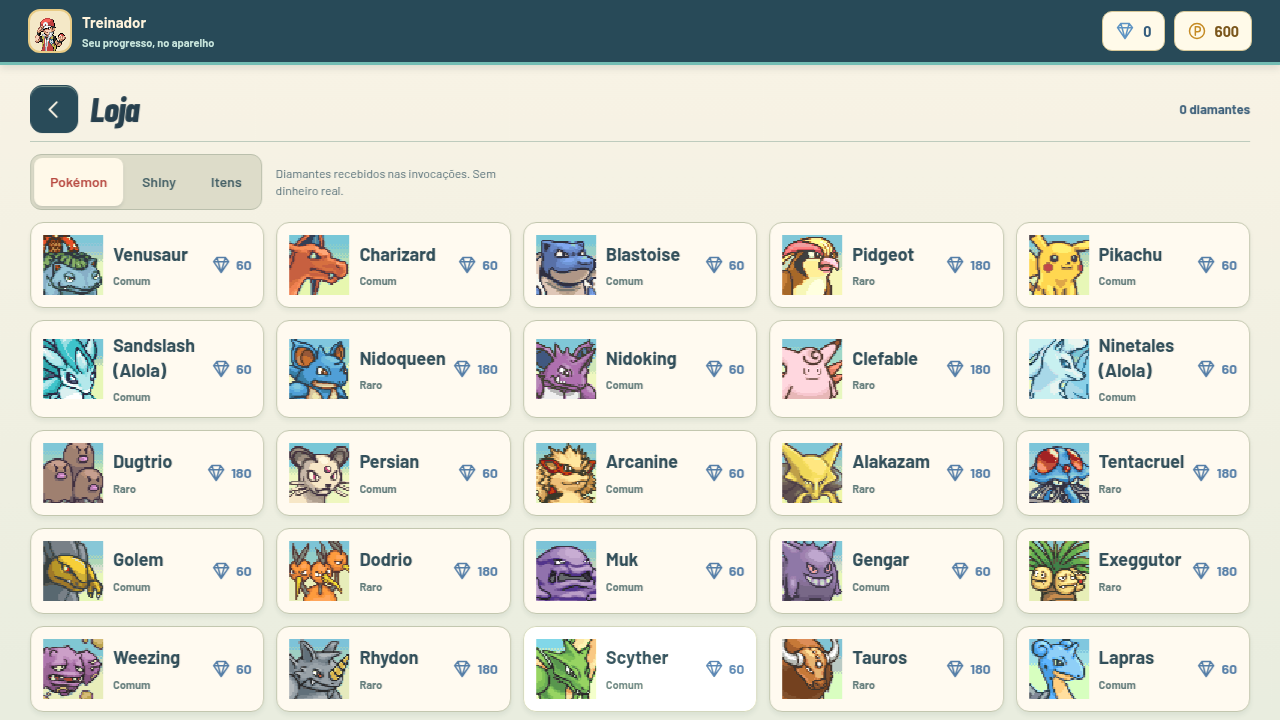 Treinador
Seu progresso, no aparelho
0
600
Loja
0 diamantes
Pokémon
Shiny
Itens
Diamantes recebidos nas invocações. Sem
dinheiro real.
Venusaur
Comum
60
Charizard
Comum
60
Blastoise
Comum
60
Pidgeot
Raro
180
Pikachu
Comum
60
Sandslash
(Alola)
Comum
60
Nidoqueen
Raro
180
Nidoking
Comum
60
Clefable
Raro
180
Ninetales
(Alola)
Comum
60
Dugtrio
Raro
180
Persian
Comum
60
Arcanine
Comum
60
Alakazam
Raro
180
Tentacruel
Raro
180
Golem
Comum
60
Dodrio
Raro
180
Muk
Comum
60
Gengar
Comum
60
Exeggutor
Raro
180
Weezing
Comum
60
Rhydon
Raro
180
Scyther
Comum
60
Tauros
Raro
180
Lapras
Comum
60